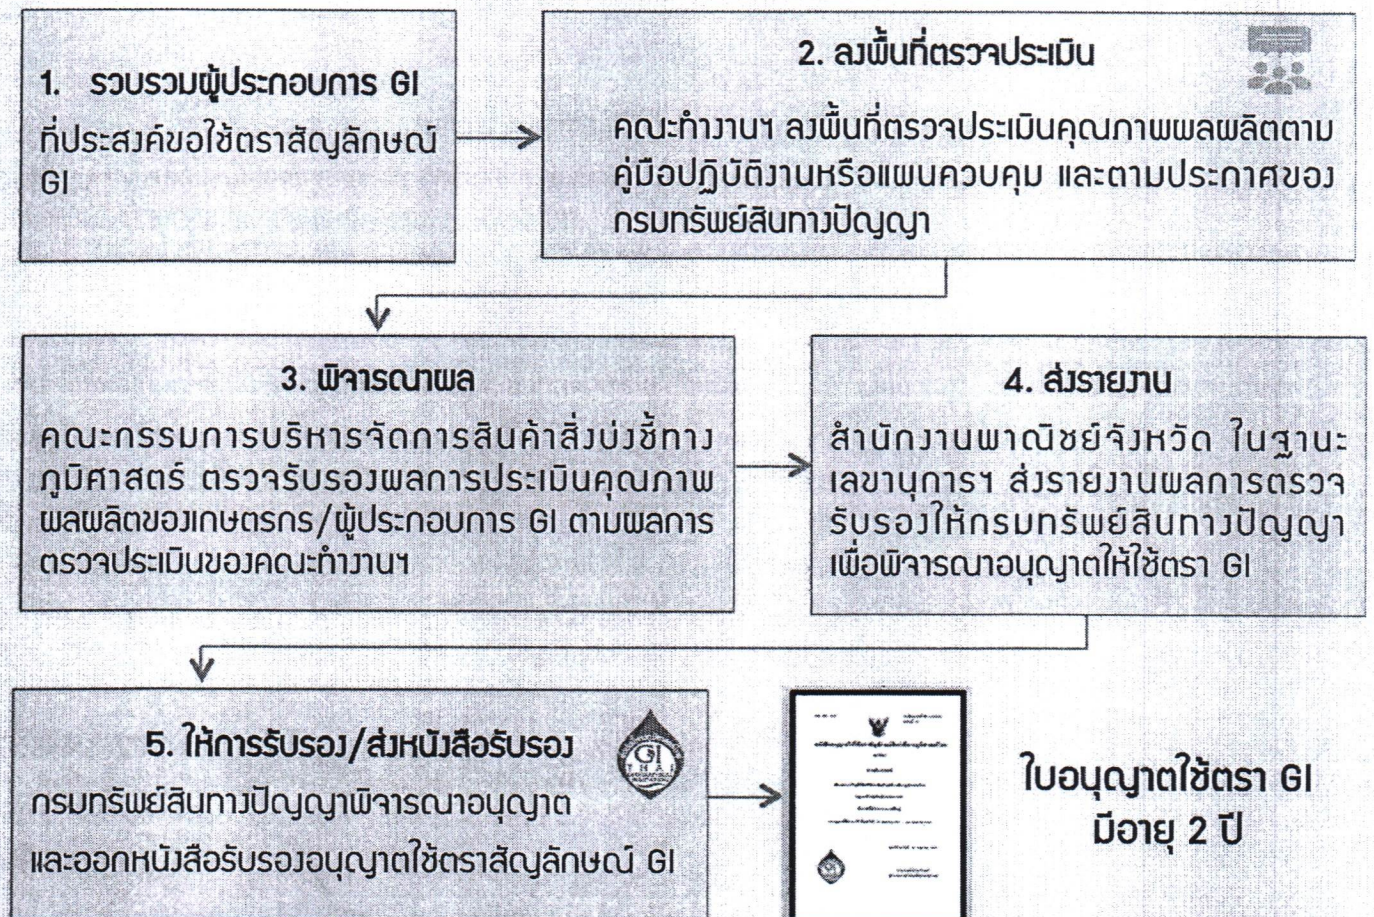 1. รวบรวมผู้ประกอบการ GI
ที่ประสงค์ขอใช้ตราสัญลักษณ์
GI
2. ลงพื้นที่ตรวจประเมิน
คณะทำงานฯ ลงพื้นที่ตรวจประเมินคุณภาพผลผลิตตาม
คู่มือปฏิบัติงานหรือแผนควบคุม และตามประกาศของ
กรมทรัพย์สินทางปัญญา
3. พิจารณาผล
คณะกรรมการบริหารจัดการสินค้าสิ่งบ่งชี้ทาง
ภูมิศาสตร์ ตรวจรับรองผลการประเมินคุณภาพ
ผลผลิตของเกษตรกร/ผู้ประกอบการ GI ตามผลการ
ตรวจประเมินของคณะทำงานฯ
4. ส่งรายงาน
สำนักงานพาณิชย์จังหวัด ในฐานะ
เลขานุการฯ ส่งรายงานผลการตรวจ
รับรองให้กรมทรัพย์สินทางปัญญา
เพื่อพิจารณาอนุญาตให้ใช้ตรา GI
5. ให้การรับรอง/ส่งหนังสือรับรอง
กรมทรัพย์สินทางปัญญาพิจารณาอนุญาต
และออกหนังสือรับรองอนุญาตใช้ตราสัญลักษณ์ GI
GI
THAI
ใบอนุญาตใช้ตรา GI
มีอายุ 2 ปี